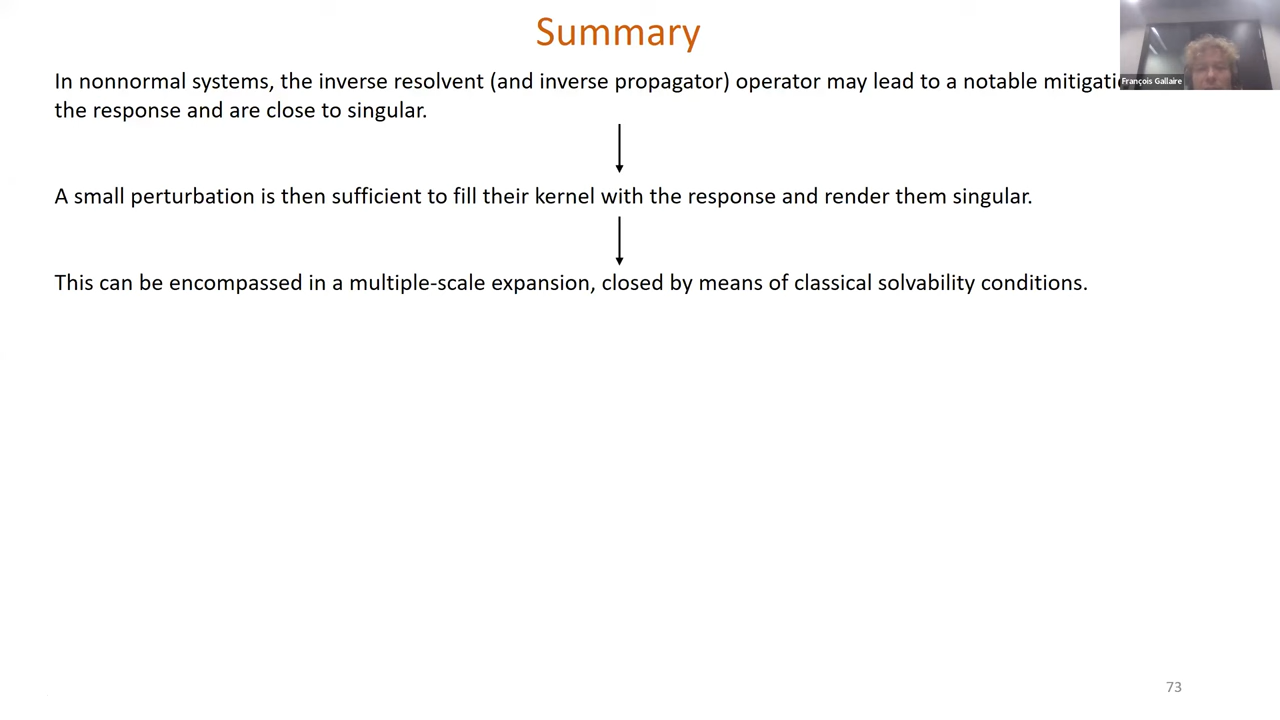 Summary
In nonnormal systems, the inverse resolvent (and inverse propagator) operator may lead to a notable
the response and are close to singular.
François Gallaire
A small perturbation is then sufficient to fill their kernel with the response and render them singular.
This can be encompassed in a multiple-scale expansion, closed by means of classical solvability conditions.
73